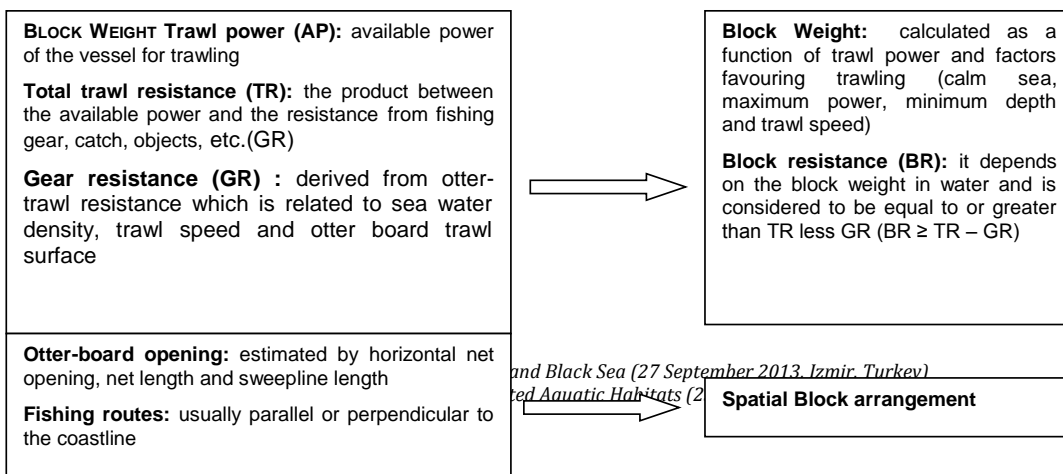 BLOCK WEIGHT Trawl power (AP): available power
of the vessel for trawling
Total trawl resistance (TR): the product between
the available power and the resistance from fishing
gear, catch, objects, etc.(GR)
Gear resistance (GR) : derived from otter-
trawl resistance which is related to sea water
density, trawl speed and otter board trawl
surface
Block Weight: calculated as a
function of trawl power and factors
favouring trawling (calm sea,
maximum power, minimum depth
and trawl speed)
Block resistance (BR): it depends
on the block weight in water and is
considered to be equal to or greater
than TR less GR (BR ≥ TR – GR)
Otter-board opening: estimated by horizontal net
opening, net length and sweepline length
Fishing routes: usually parallel or perpendicular to
the coastline
and Black Sea (27 September 2013, Izmir, Turkey)
Aquatic Habitats (2
Spatial Block arrangement